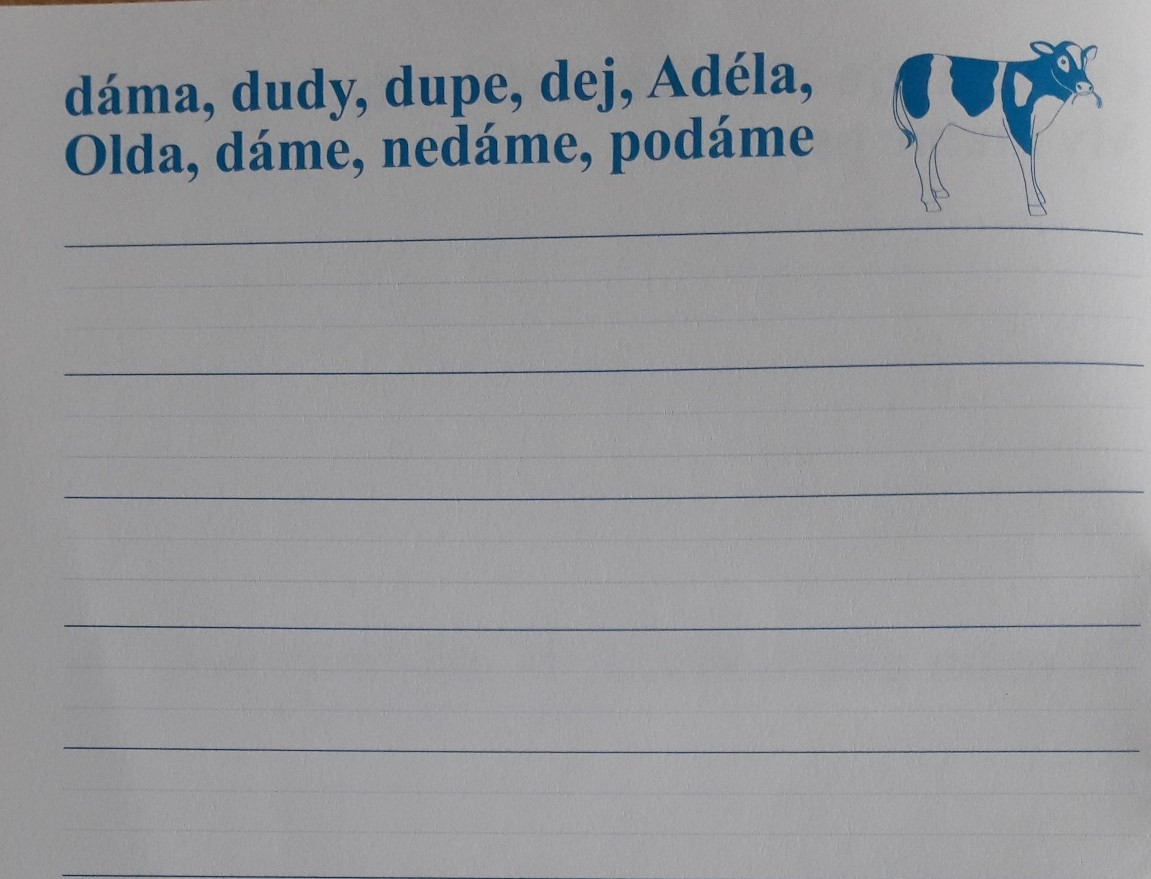 dáma, dudy, dupe, dej, Adéla,
Olda, dáme, nedáme, podáme